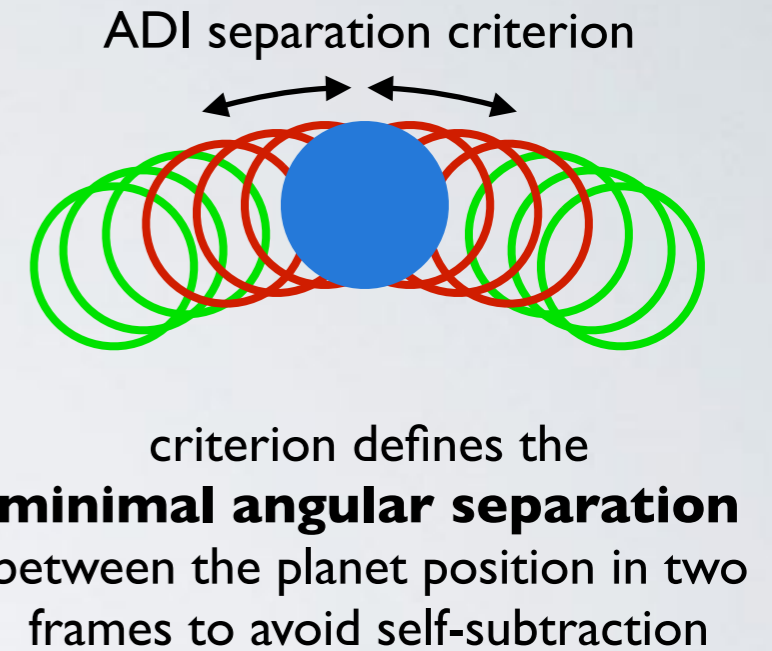 ADI separation criterion
criterion defines the
minimal angular separation
between the planet position in two
frames to avoid self-subtraction